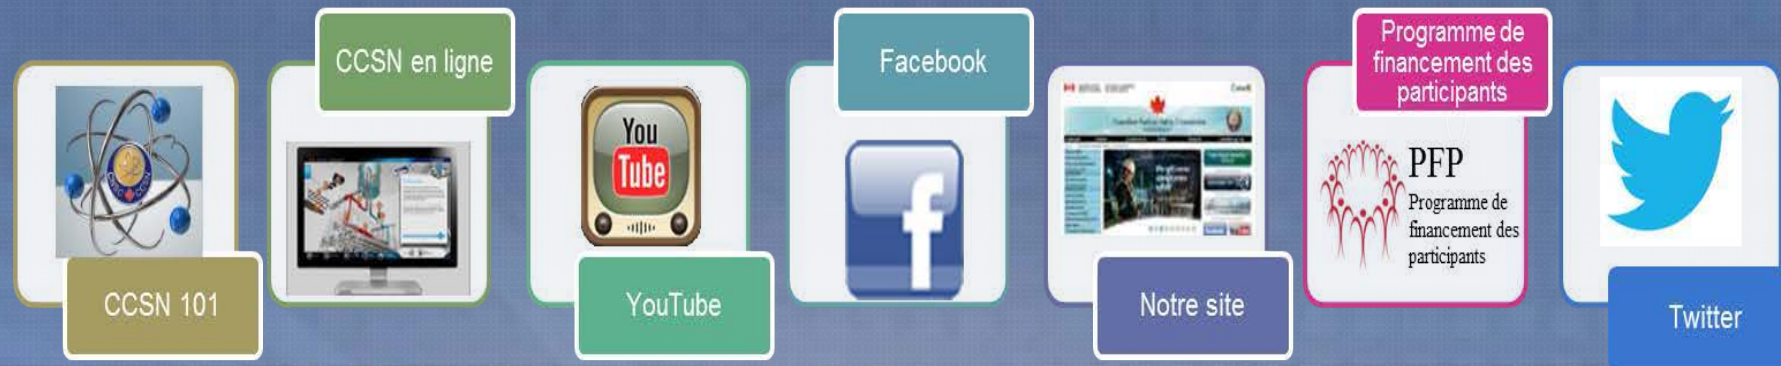 CCSN 101
CCSN en ligne
You
Tube
YouTube
Facebook
f
Notre site
Programme de
financement des
participants
PFP
Programme de
financement des
participants
Twitter